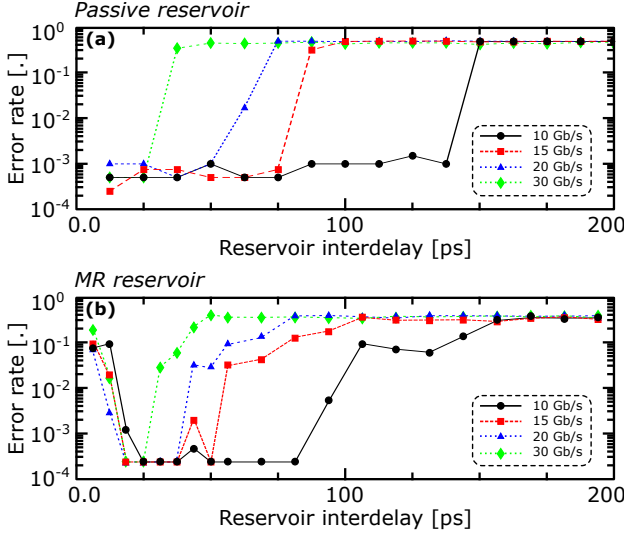 Passive reservoir
(a)
Error rate [.]
10⁰
10⁻¹
10⁻²
10⁻³
10⁻⁴
10 Gb/s
15 Gb/s
20 Gb/s
30 Gb/s
0.0 100 200
Reservoir interdelay [ps]
MR reservoir
(b)
Error rate [.]
10⁰
10⁻¹
10⁻²
10⁻³
10⁻⁴
10 Gb/s
15 Gb/s
20 Gb/s
30 Gb/s
0.0 100 200
Reservoir interdelay [ps]